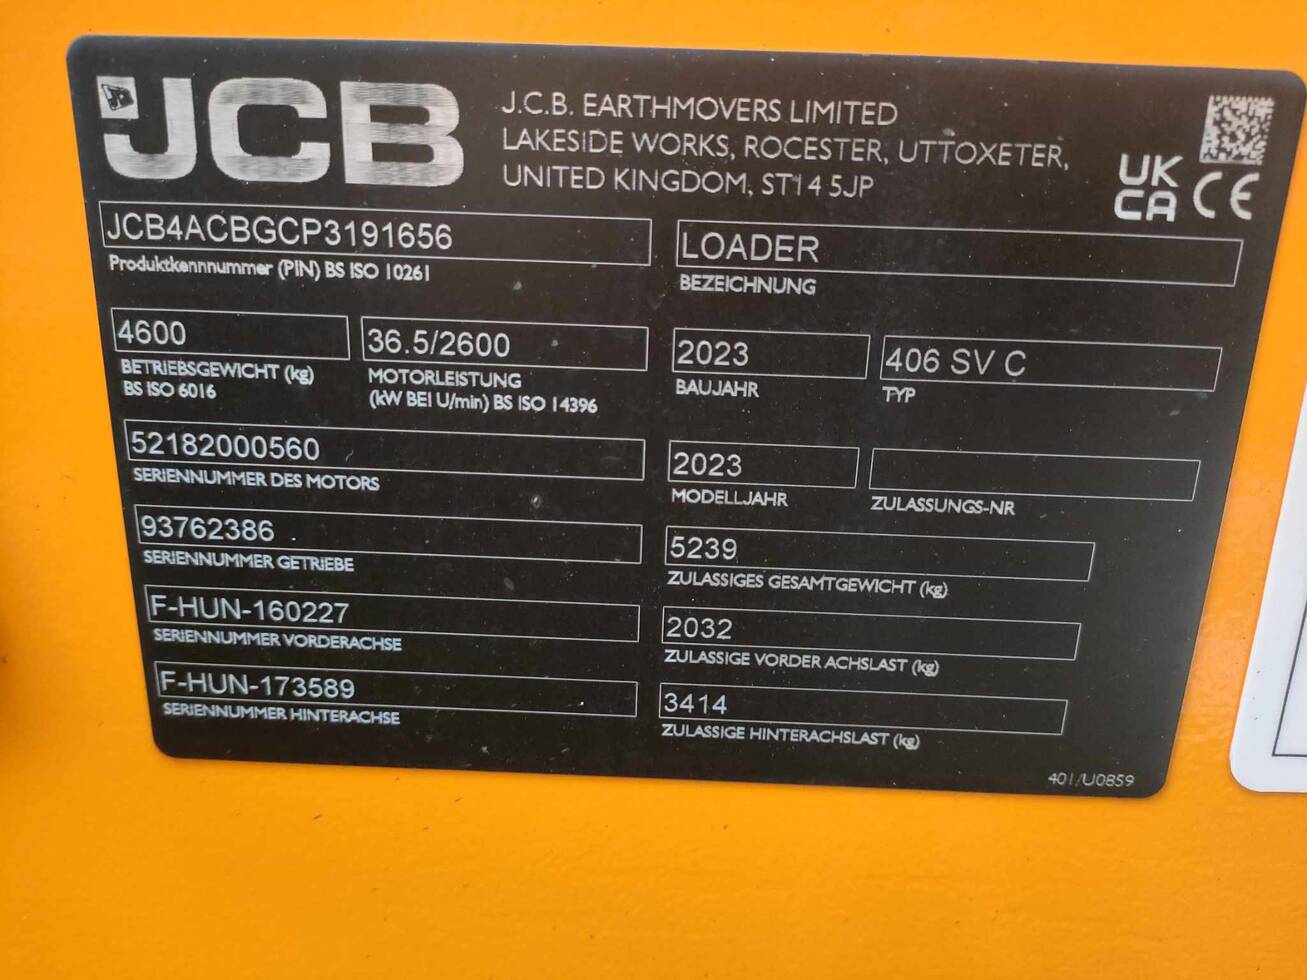 JCB
J.C.B. EARTHMOVERS LIMITED
LAKESIDE WORKS, ROCESTER, UTTOXETER,
UNITED KINGDOM, ST14 5JP
UK
CA CE
JCB4ACBGCP3191656
Produktkennnummer (PIN) BS ISO 10261
LOADER
BEZEICHNUNG
4600
BETRIEBSGEWICHT (kg)
BS ISO 6016
36.5/2600
MOTORLEISTUNG
(kW BEI U/min) BS ISO 14396
2023
BAUJAHR
406 SV C
TYP
52182000560
SERIENNUMMER DES MOTORS
2023
MODELLJAHR
ZULASSUNGS-NR
93762386
SERIENNUMMER GETRIEBE
5239
ZULASSIGES GESAMTGEWICHT (kg)
F-HUN-160227
SERIENNUMMER VORDERACHSE
2032
ZULASSIGE VORDER ACHSLAST (kg)
F-HUN-173589
SERIENNUMMER HINTERACHSE
3414
ZULASSIGE HINTERACHSLAST (kg)
401/U0859